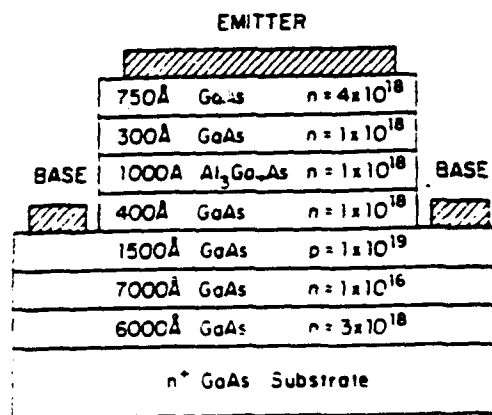 EMITTER
750Å GaAs n = 4x10^18
300Å GaAs n = 1x10^18
BASE 1000A Al.3Ga.7As n = 1x10^18 BASE
400Å GaAs n = 1x10^18
1500Å GaAs p = 1x10^19
7000Å GaAs n = 1x10^16
6000Å GaAs n = 3x10^18
n+ GaAs Substrate